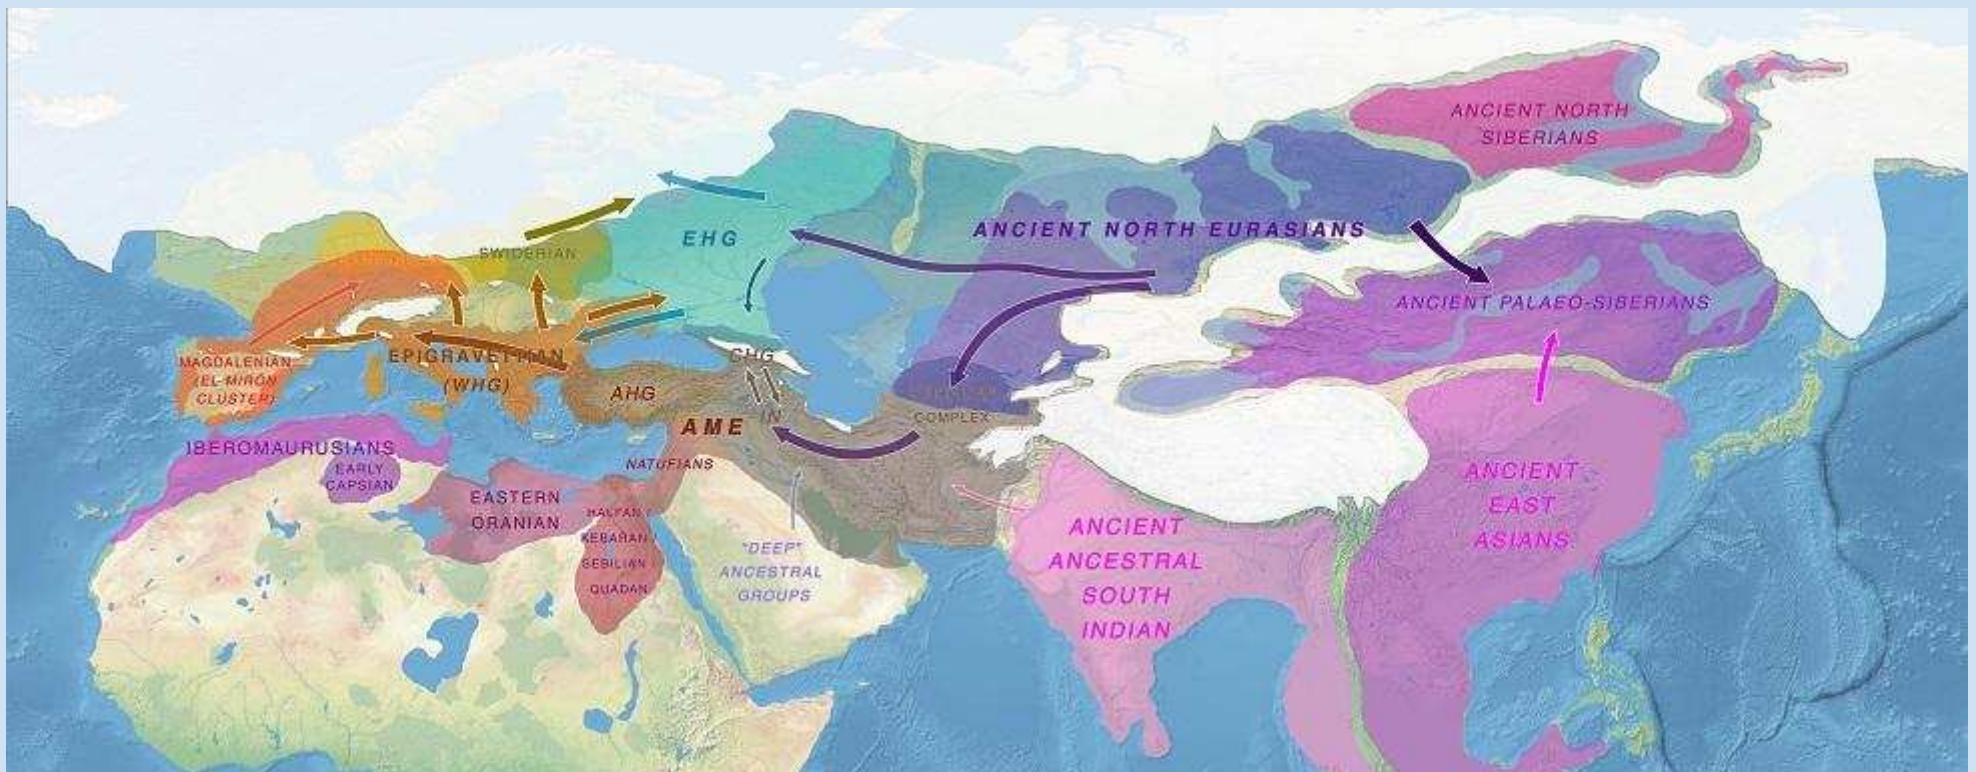 ANCIENT NORTH
SIBERIANS
ANCIENT NORTH EURASIANS
EHG
SWIDERIAN
ANCIENT PALAEO-SIBERIANS
MAGDALENIAN
(EL-MIRÓN
CLUSTER)
EPIGRAVETTIAN
(WHG)
CHG
AHG
IN
AME
COMPLEX
IBEROMAURUSIANS
EARLY
CAPSIAN
NATUFIANS
EASTERN
ORANIAN
HALFAN /
KEBARAN /
SEBILIAN /
QUADAN
"DEEP"
ANCESTRAL
GROUPS
ANCIENT
ANCESTRAL
SOUTH
INDIAN
ANCIENT
EAST
ASIANS